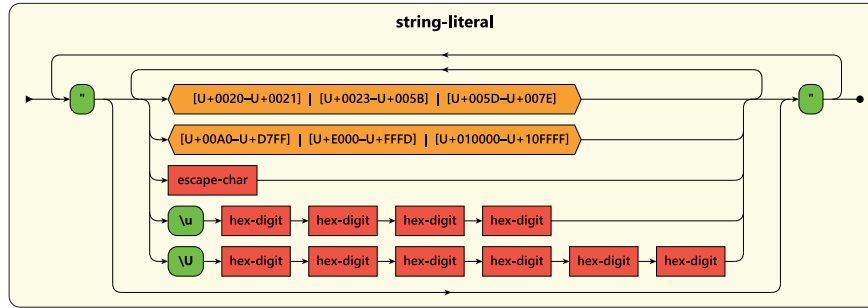 string-literal
" [U+0020–U+0021] | [U+0023–U+005B] | [U+005D–U+007E] "
[U+00A0–U+D7FF] | [U+E000–U+FFFD] | [U+010000–U+10FFFF]
escape-char
\u hex-digit hex-digit hex-digit hex-digit
\U hex-digit hex-digit hex-digit hex-digit hex-digit hex-digit